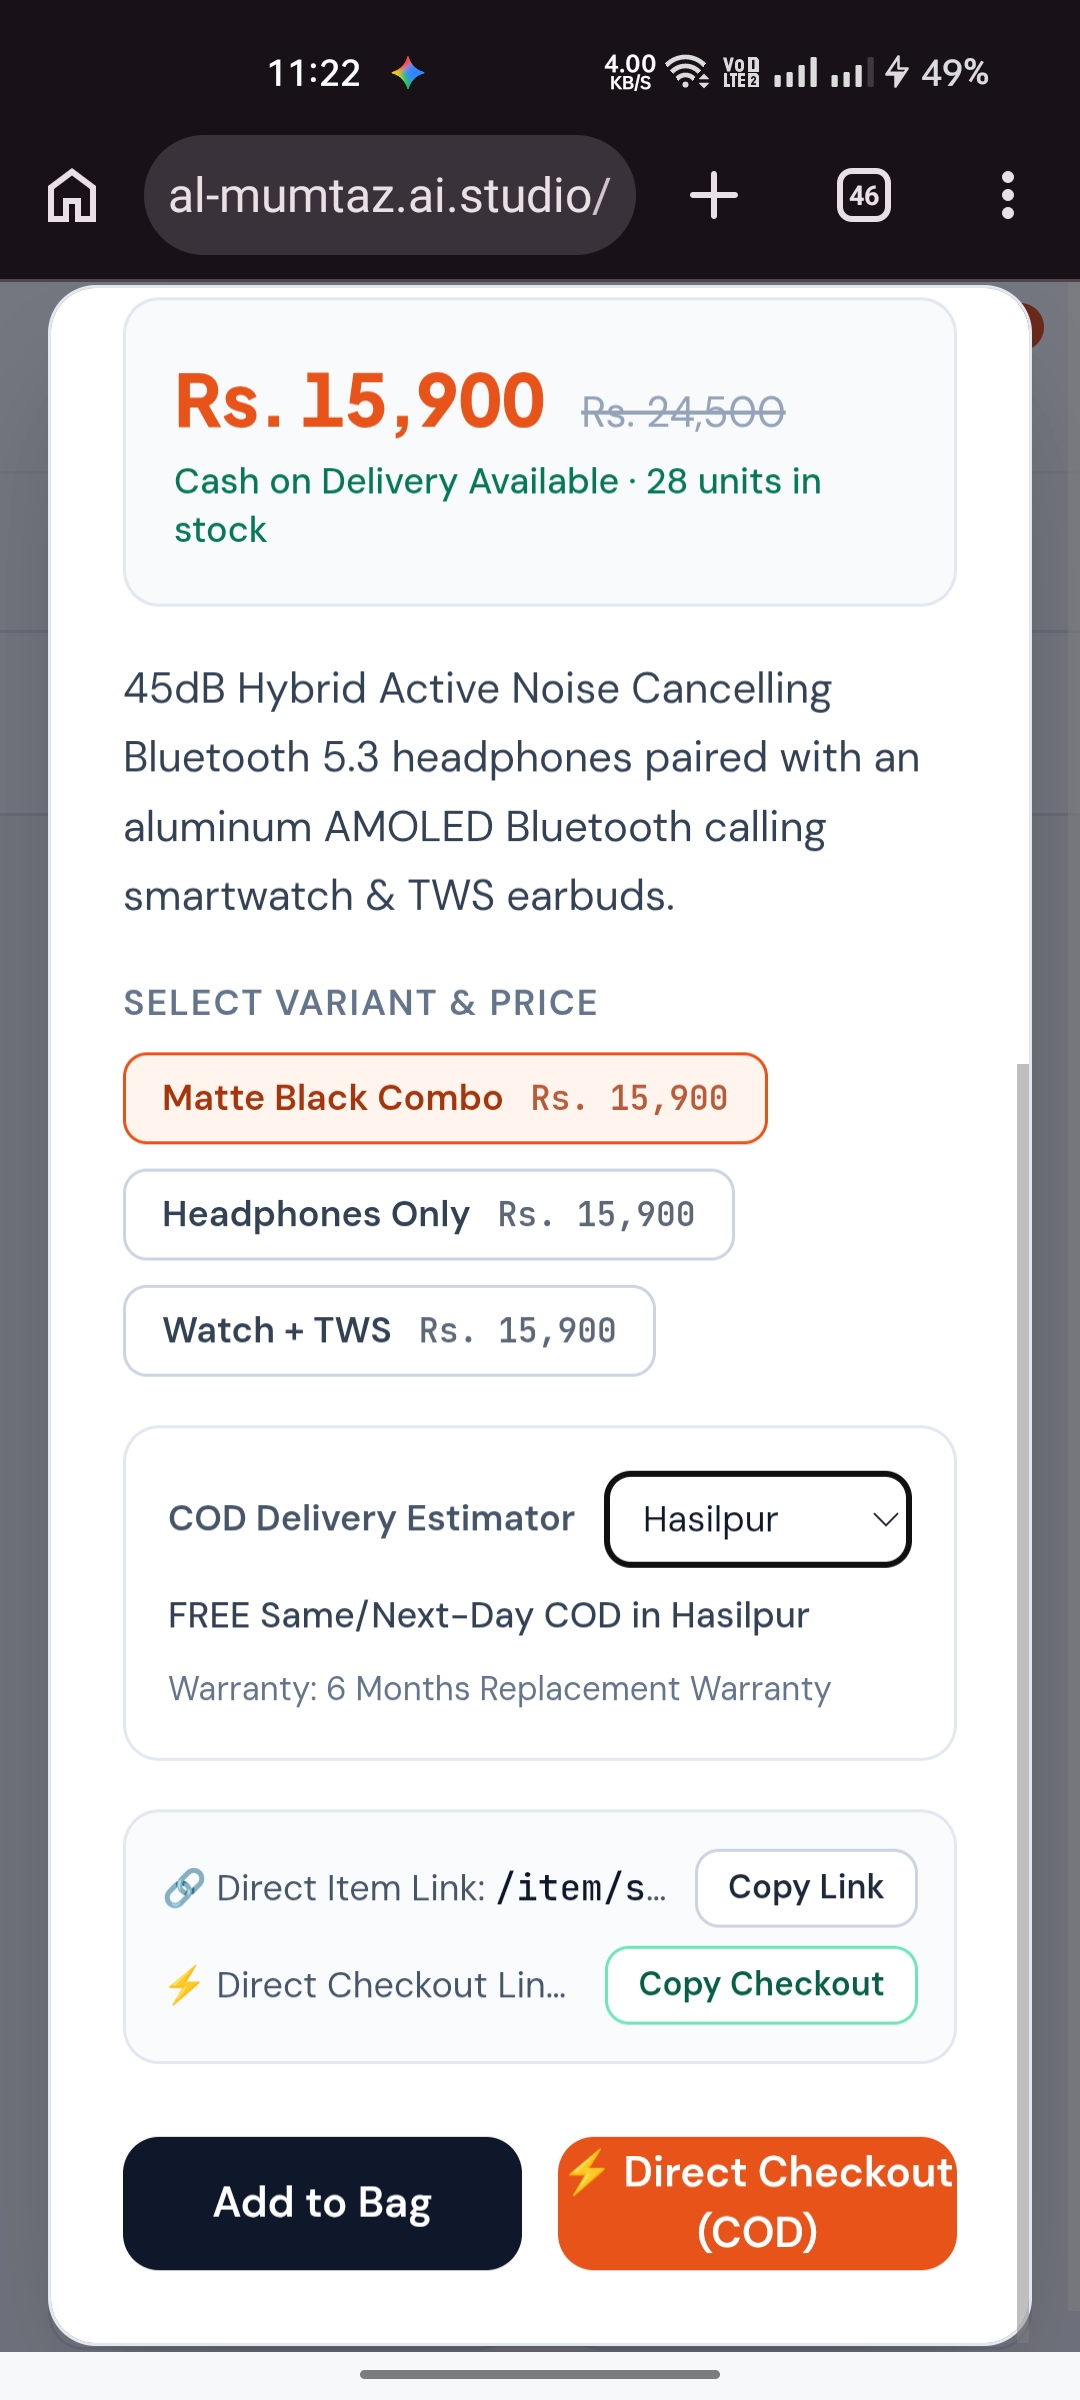 11:22
4.00 KB/S
VoD LTE 2
49%
al-mumtaz.ai.studio/
46
Rs. 15,900 Rs. 24,500
Cash on Delivery Available · 28 units in
stock
45dB Hybrid Active Noise Cancelling
Bluetooth 5.3 headphones paired with an
aluminum AMOLED Bluetooth calling
smartwatch & TWS earbuds.
SELECT VARIANT & PRICE
Matte Black Combo Rs. 15,900
Headphones Only Rs. 15,900
Watch + TWS Rs. 15,900
COD Delivery Estimator Hasilpur
FREE Same/Next-Day COD in Hasilpur
Warranty: 6 Months Replacement Warranty
🔗 Direct Item Link: /item/s... Copy Link
⚡ Direct Checkout Lin... Copy Checkout
Add to Bag
⚡ Direct Checkout
(COD)